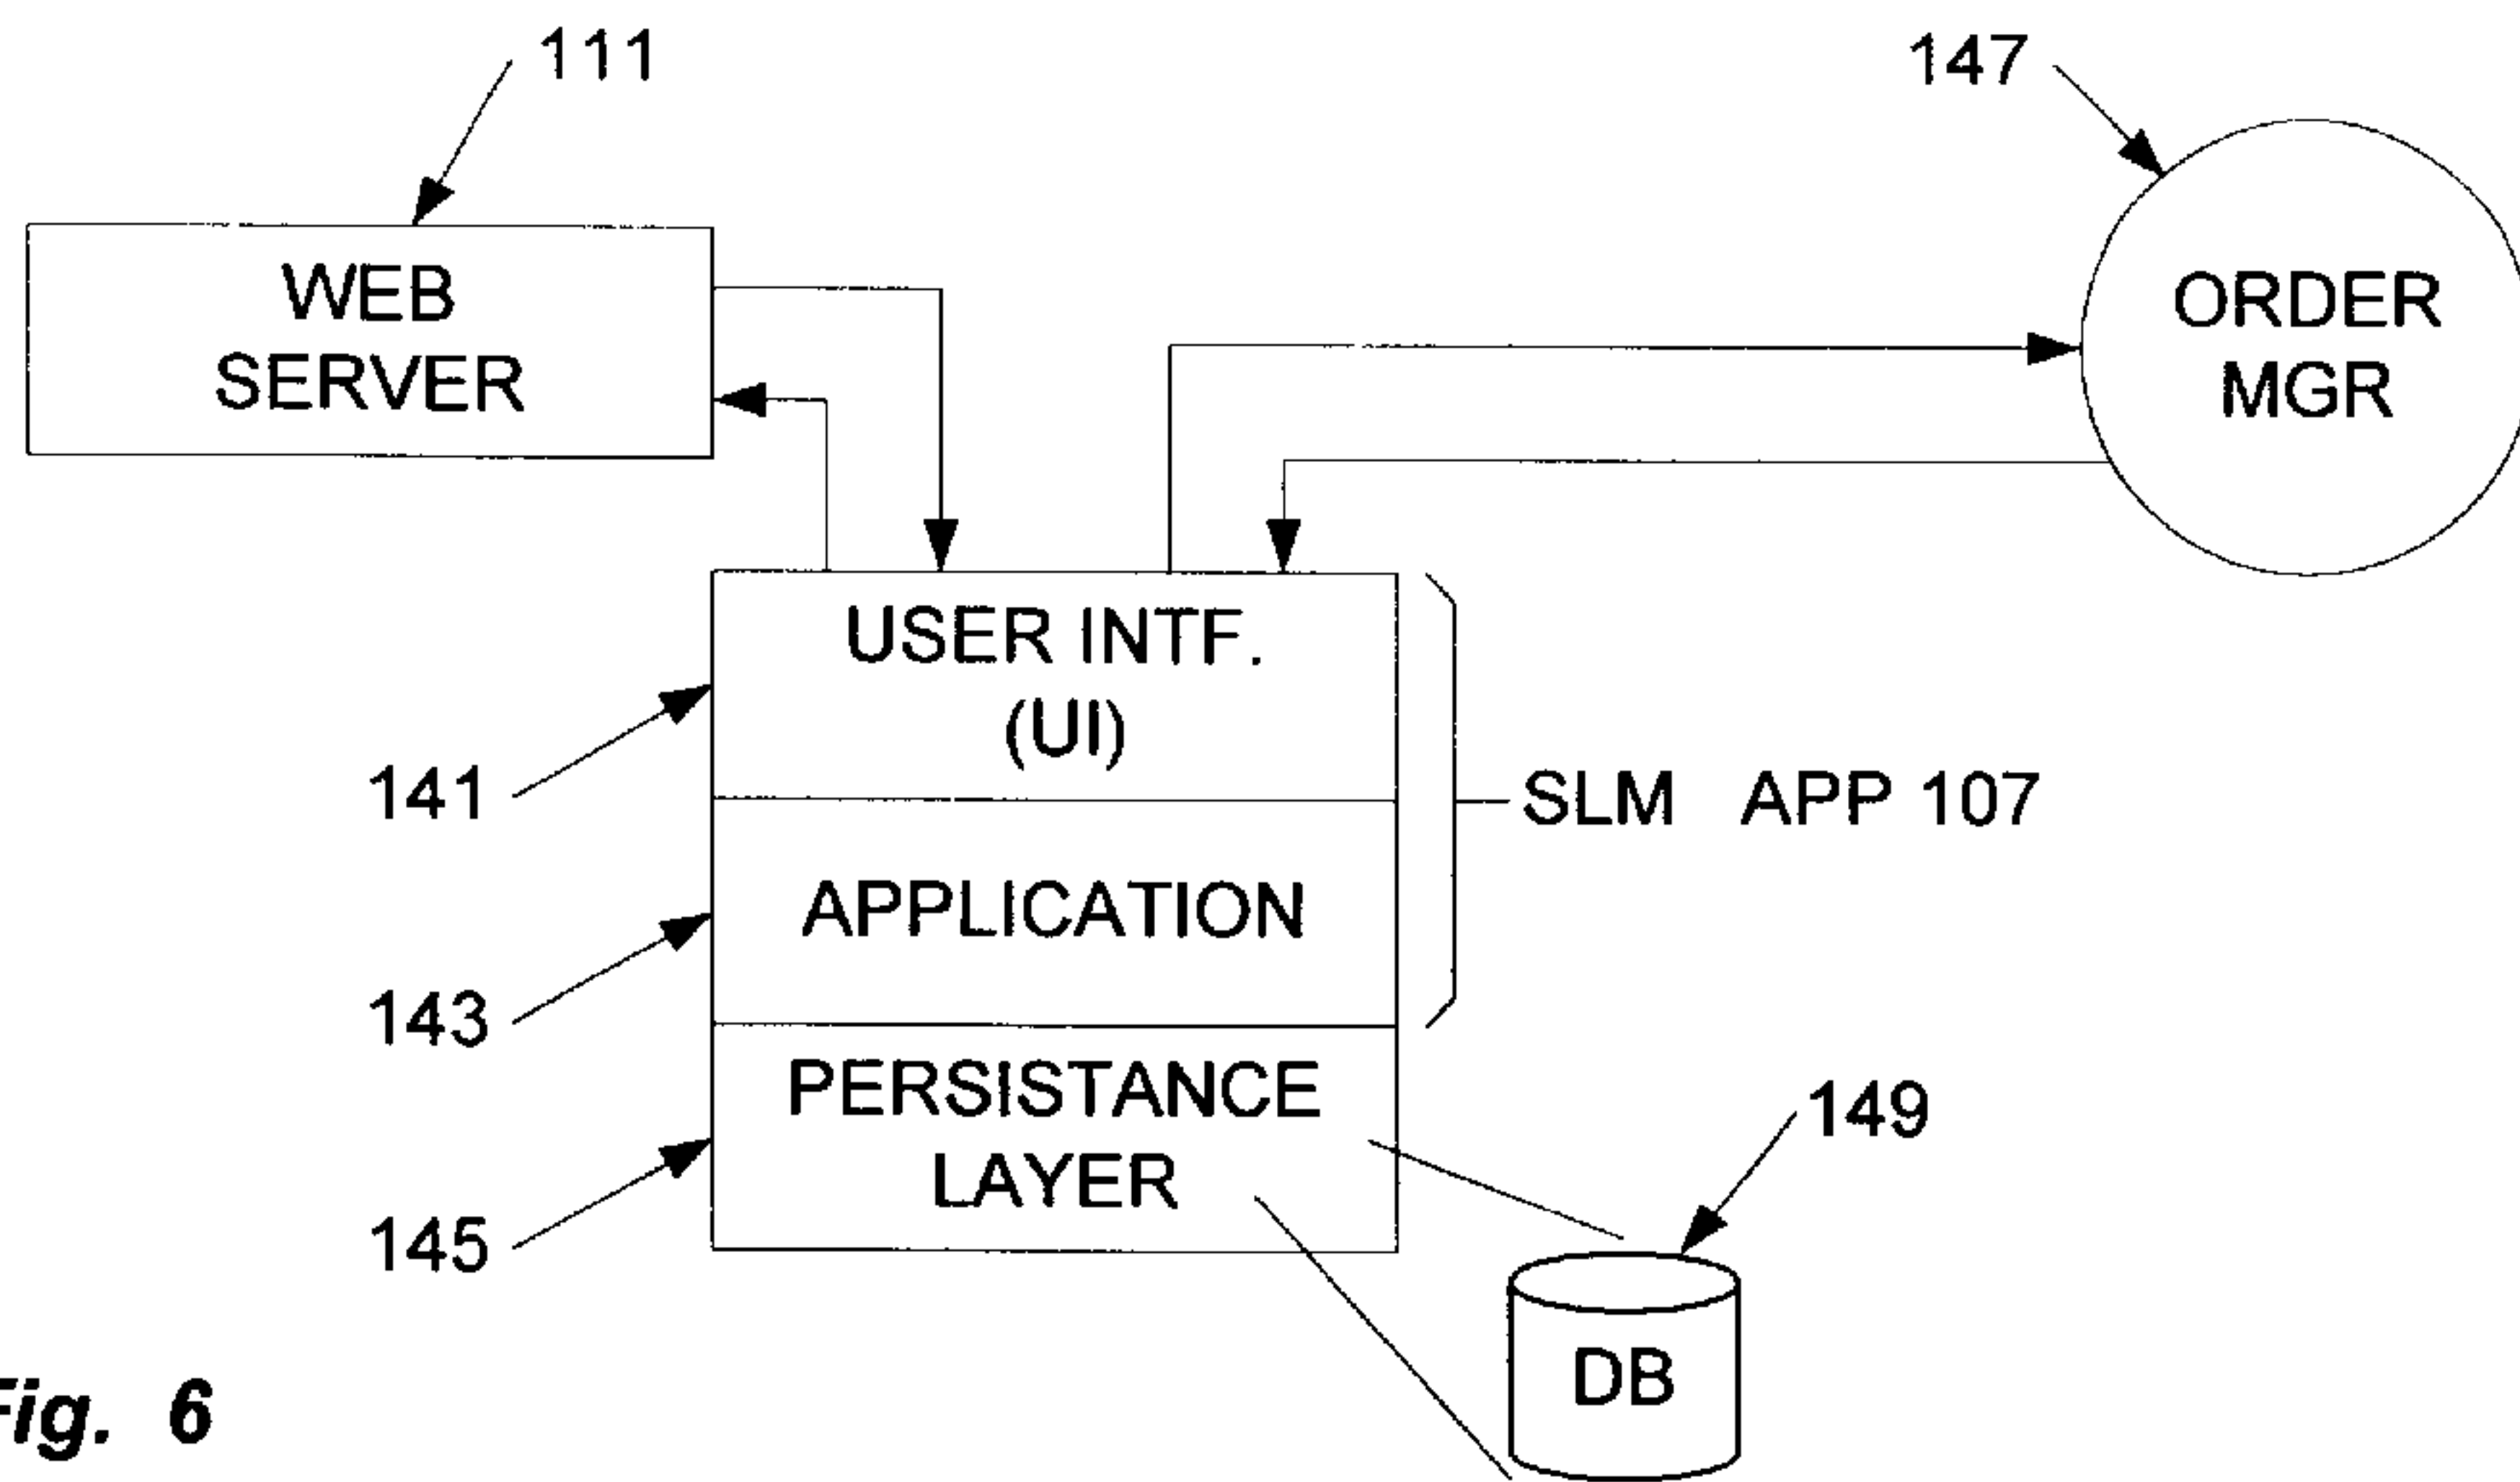 111
147
WEB
SERVER
ORDER
MGR
USER INTF.
(UI)
141
SLM APP 107
APPLICATION
143
PERSISTANCE
LAYER
149
145
DB
Fig. 6